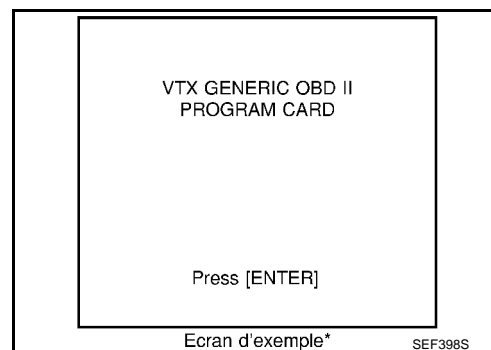 VTX GENERIC OBD II
PROGRAM CARD
Press [ENTER]
Ecran d'exemple*
SEF398S